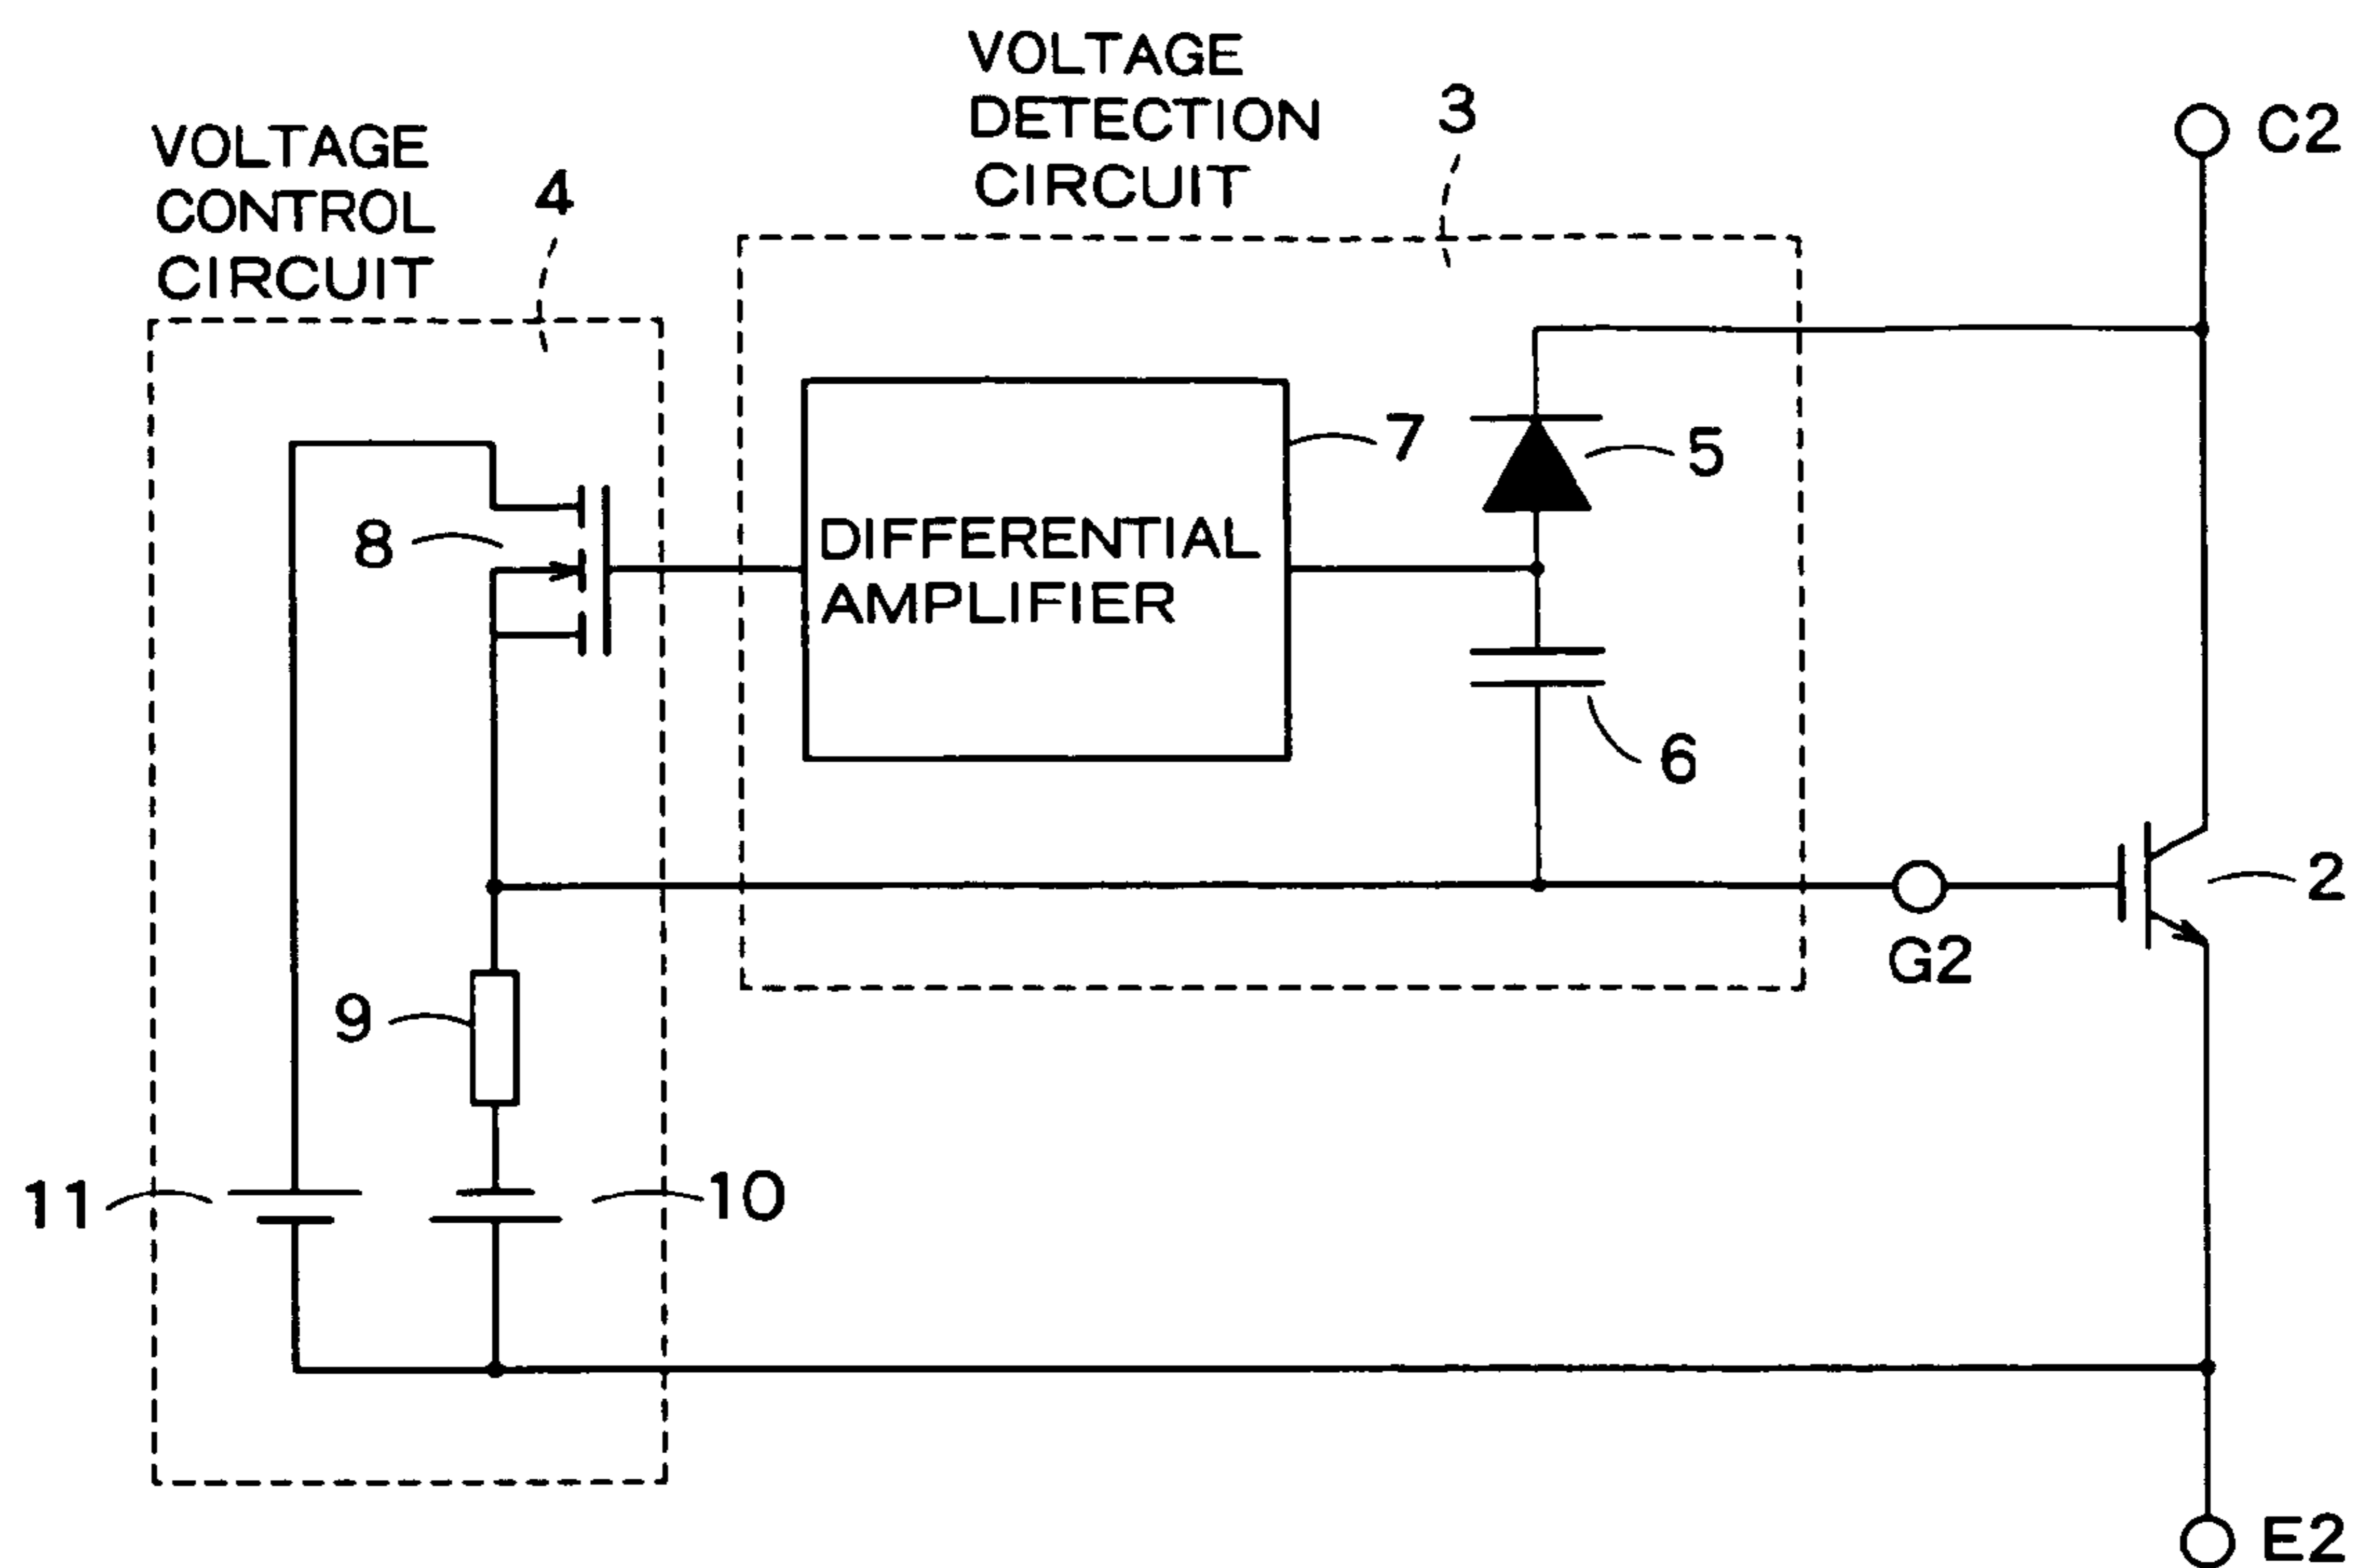 VOLTAGE
DETECTION
CIRCUIT
3
C2
VOLTAGE
CONTROL
CIRCUIT
4
7
5
8
DIFFERENTIAL
AMPLIFIER
6
2
G2
9
11
10
E2